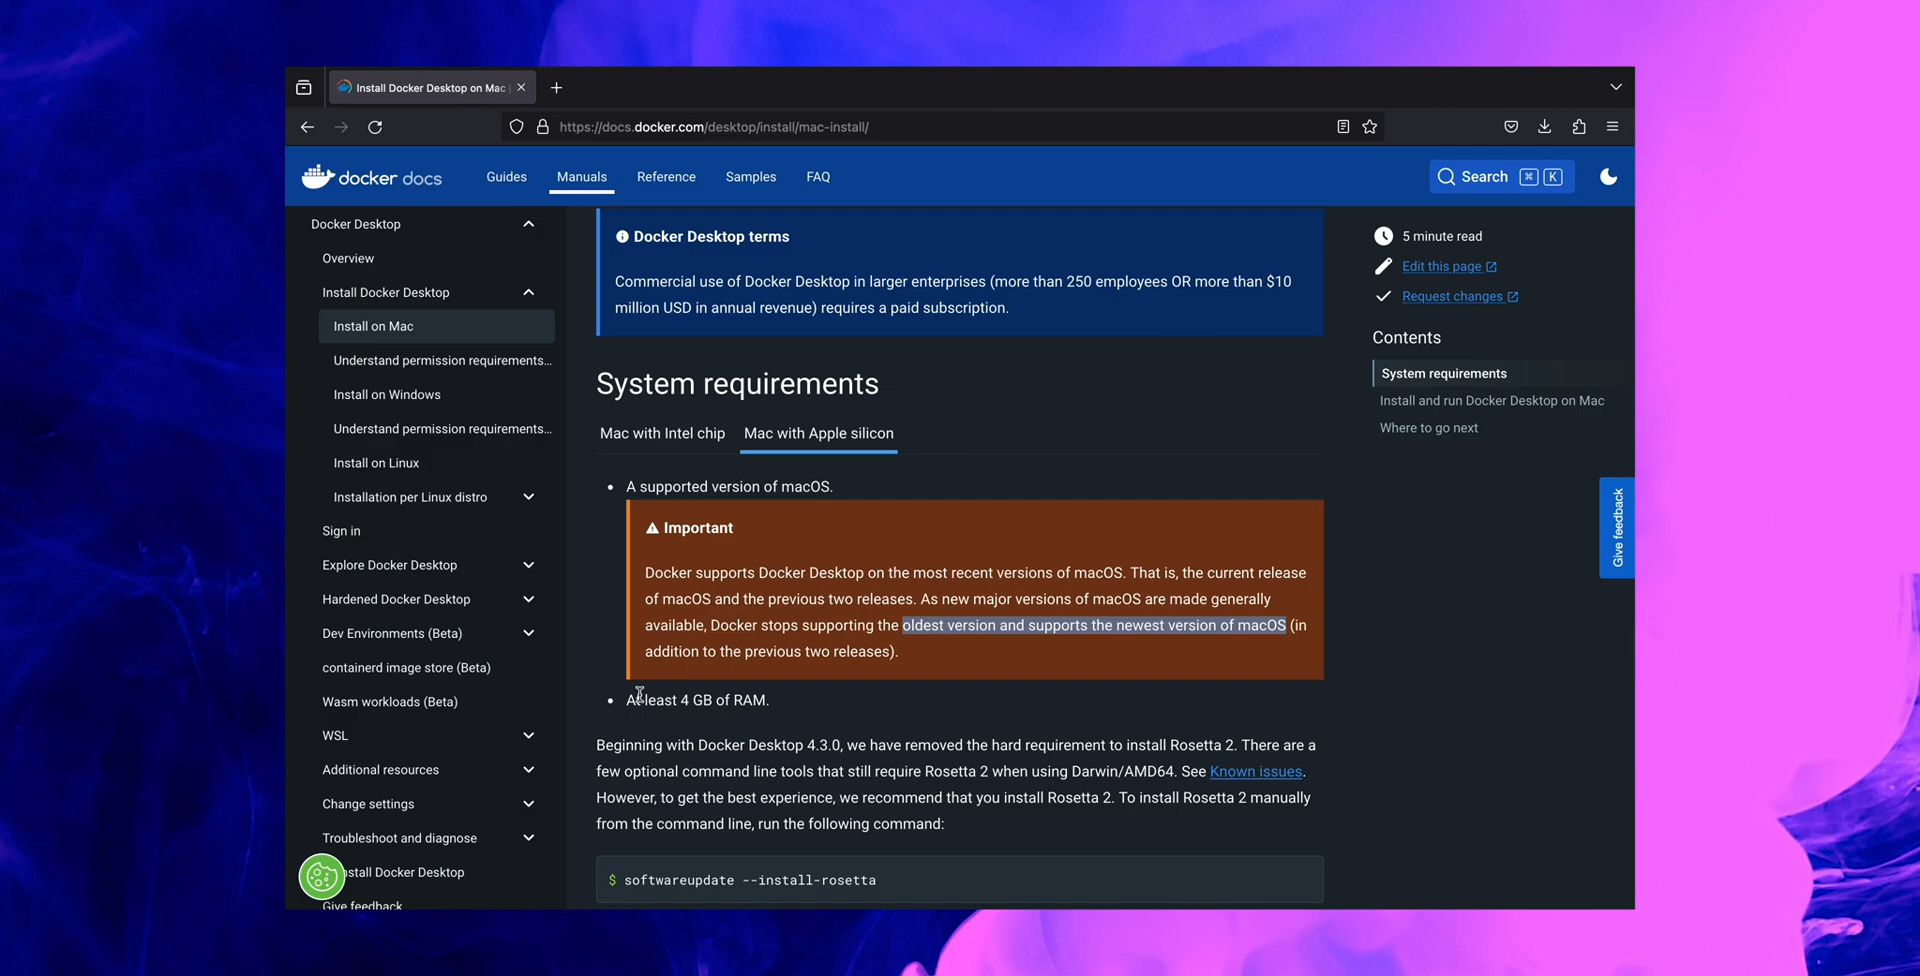 Install Docker Desktop on Mac |
https://docs.docker.com/desktop/install/mac-install/
docker docs
Guides
Manuals
Reference
Samples
FAQ
Search ⌘ K
Docker Desktop
Overview
Install Docker Desktop
Install on Mac
Understand permission requirements...
Install on Windows
Understand permission requirements...
Install on Linux
Installation per Linux distro
Sign in
Explore Docker Desktop
Hardened Docker Desktop
Dev Environments (Beta)
containerd image store (Beta)
Wasm workloads (Beta)
WSL
Additional resources
Change settings
Troubleshoot and diagnose
nstall Docker Desktop
Give feedback
Docker Desktop terms
Commercial use of Docker Desktop in larger enterprises (more than 250 employees OR more than $10
million USD in annual revenue) requires a paid subscription.
System requirements
Mac with Intel chip
Mac with Apple silicon
• A supported version of macOS.
Important
Docker supports Docker Desktop on the most recent versions of macOS. That is, the current release
of macOS and the previous two releases. As new major versions of macOS are made generally
available, Docker stops supporting the oldest version and supports the newest version of macOS (in
addition to the previous two releases).
• At least 4 GB of RAM.
Beginning with Docker Desktop 4.3.0, we have removed the hard requirement to install Rosetta 2. There are a
few optional command line tools that still require Rosetta 2 when using Darwin/AMD64. See Known issues.
However, to get the best experience, we recommend that you install Rosetta 2. To install Rosetta 2 manually
from the command line, run the following command:
$ softwareupdate --install-rosetta
5 minute read
Edit this page
Request changes
Contents
System requirements
Install and run Docker Desktop on Mac
Where to go next
Give feedback